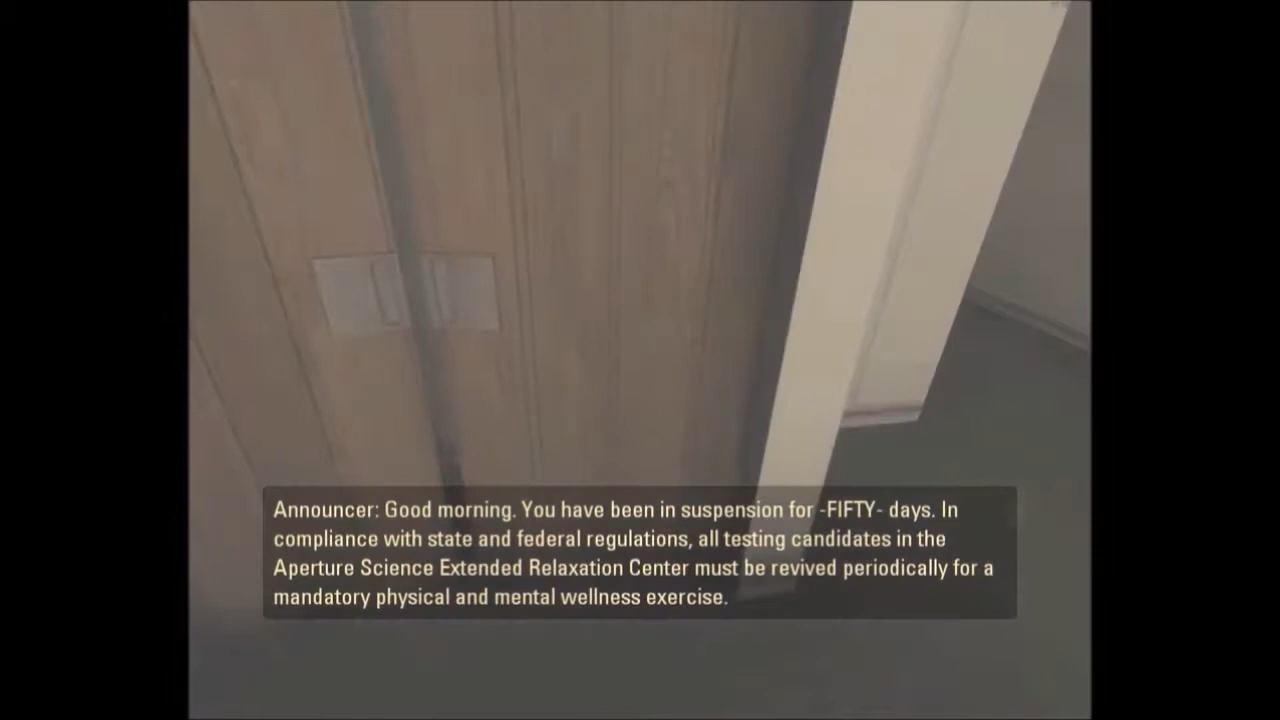 Announcer: Good morning. You have been in suspension for -FIFTY- days. In
compliance with state and federal regulations, all testing candidates in the
Aperture Science Extended Relaxation Center must be revived periodically for a
mandatory physical and mental wellness exercise.